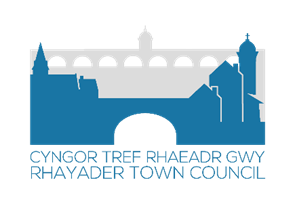 CYNGOR TREF RHAEADR GWY
RHAYADER TOWN COUNCIL